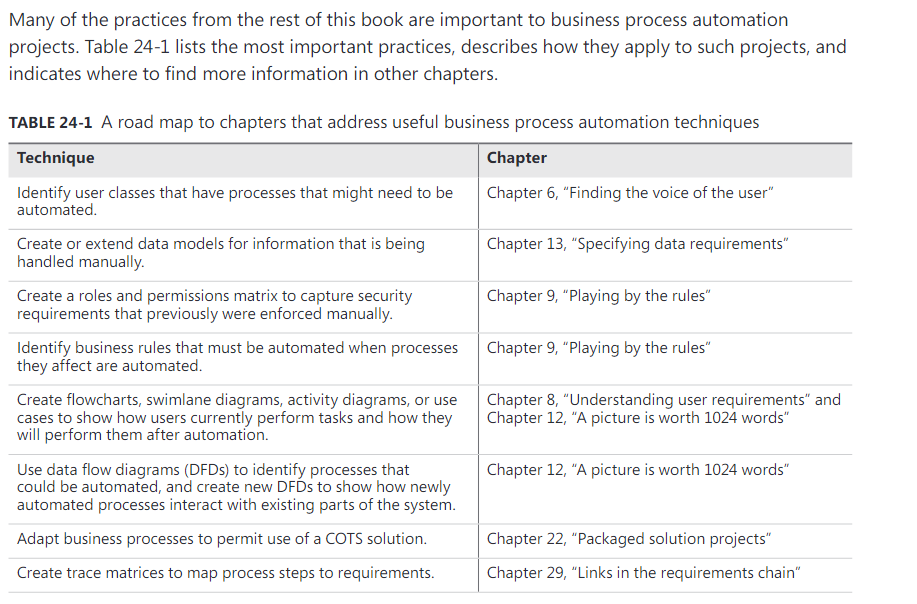 Many of the practices from the rest of this book are important to business process automation
projects. Table 24-1 lists the most important practices, describes how they apply to such projects, and
indicates where to find more information in other chapters.
TABLE 24-1 A road map to chapters that address useful business process automation techniques
Technique
Chapter
Identify user classes that have processes that might need to be
automated.
Chapter 6, “Finding the voice of the user”
Create or extend data models for information that is being
handled manually.
Chapter 13, “Specifying data requirements”
Create a roles and permissions matrix to capture security
requirements that previously were enforced manually.
Chapter 9, “Playing by the rules”
Identify business rules that must be automated when processes
they affect are automated.
Chapter 9, “Playing by the rules”
Create flowcharts, swimlane diagrams, activity diagrams, or use
cases to show how users currently perform tasks and how they
will perform them after automation.
Chapter 8, “Understanding user requirements” and
Chapter 12, “A picture is worth 1024 words”
Use data flow diagrams (DFDs) to identify processes that
could be automated, and create new DFDs to show how newly
automated processes interact with existing parts of the system.
Chapter 12, “A picture is worth 1024 words”
Adapt business processes to permit use of a COTS solution.
Chapter 22, “Packaged solution projects”
Create trace matrices to map process steps to requirements.
Chapter 29, “Links in the requirements chain”